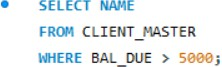 SELECT NAME
FROM CLIENT_MASTER
WHERE BAL_DUE > 5000;